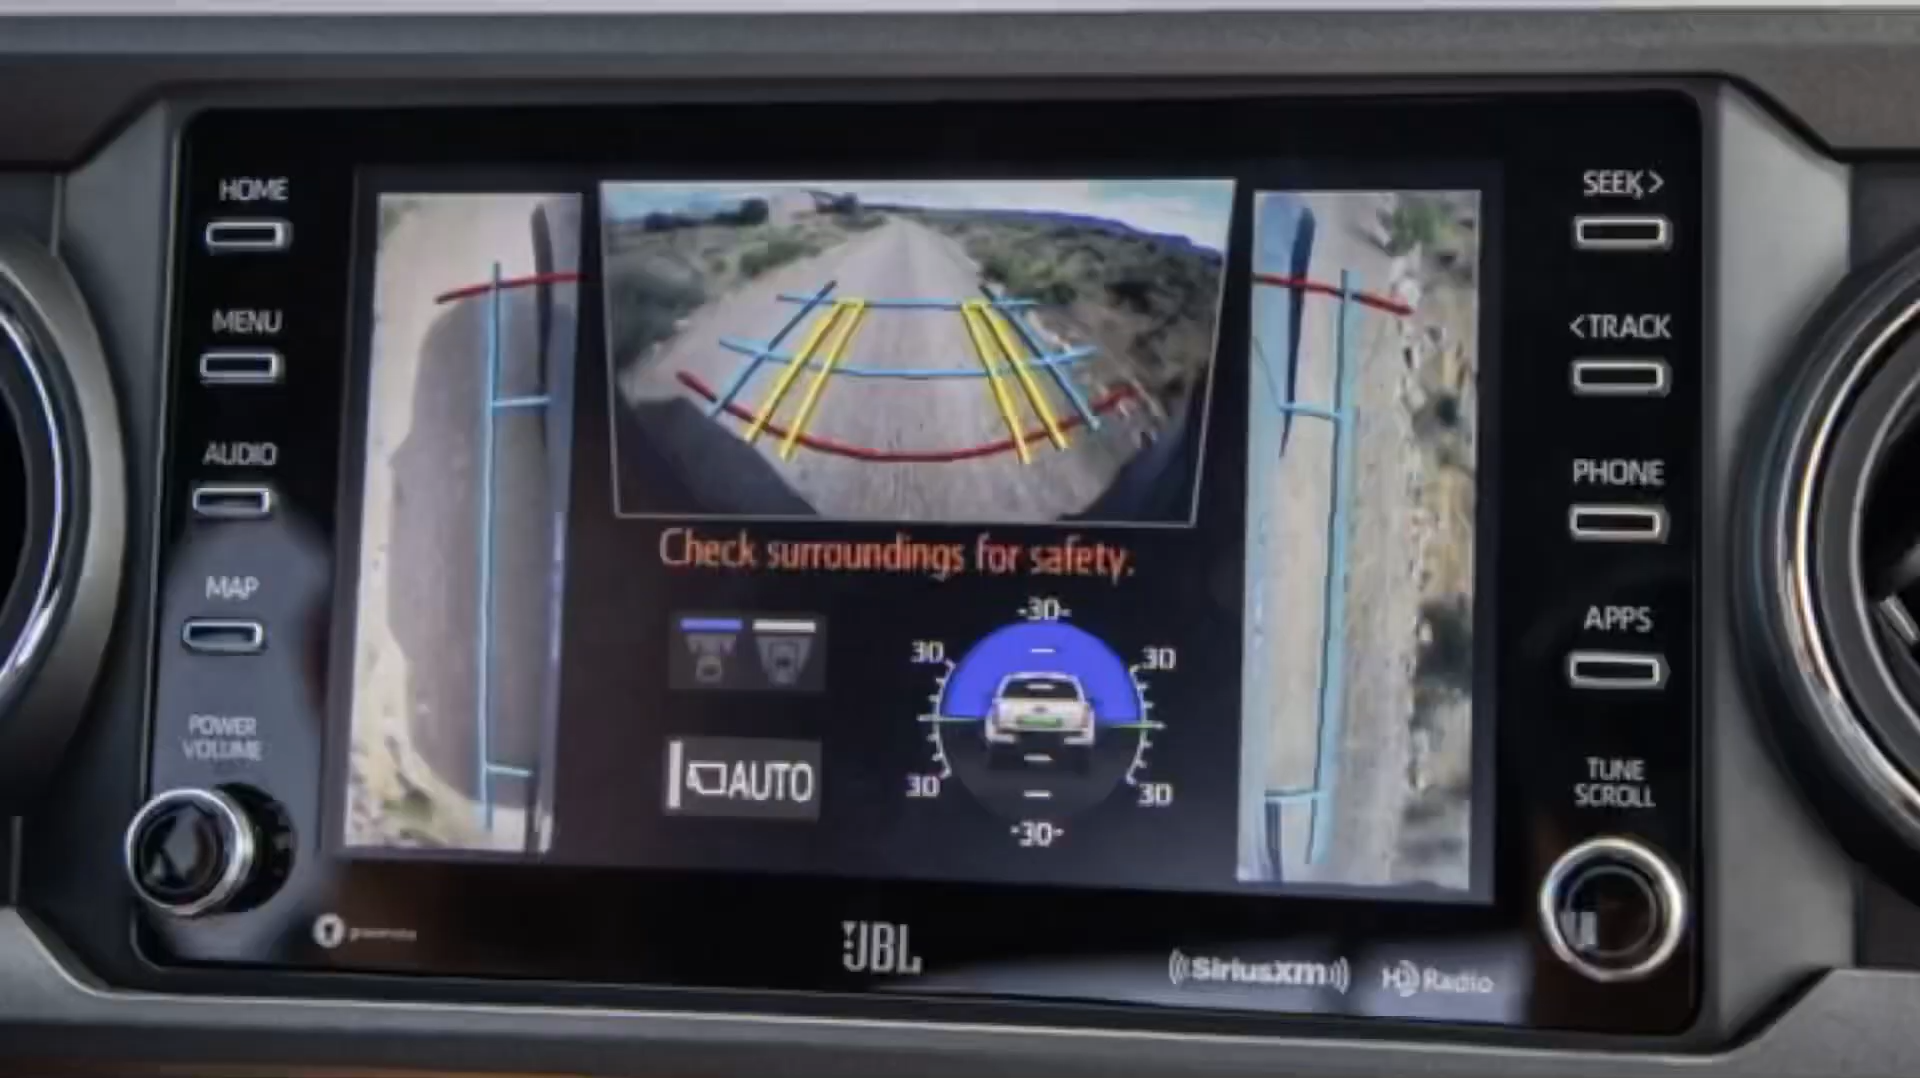 HOME
MENU
AUDIO
MAP
POWER
VOLUME
Check surroundings for safety.
AUTO
-30-
30
30
30
30
-30-
SEEK>
<TRACK
PHONE
APPS
TUNE
SCROLL
JBL
((SiriusXM))
HD Radio